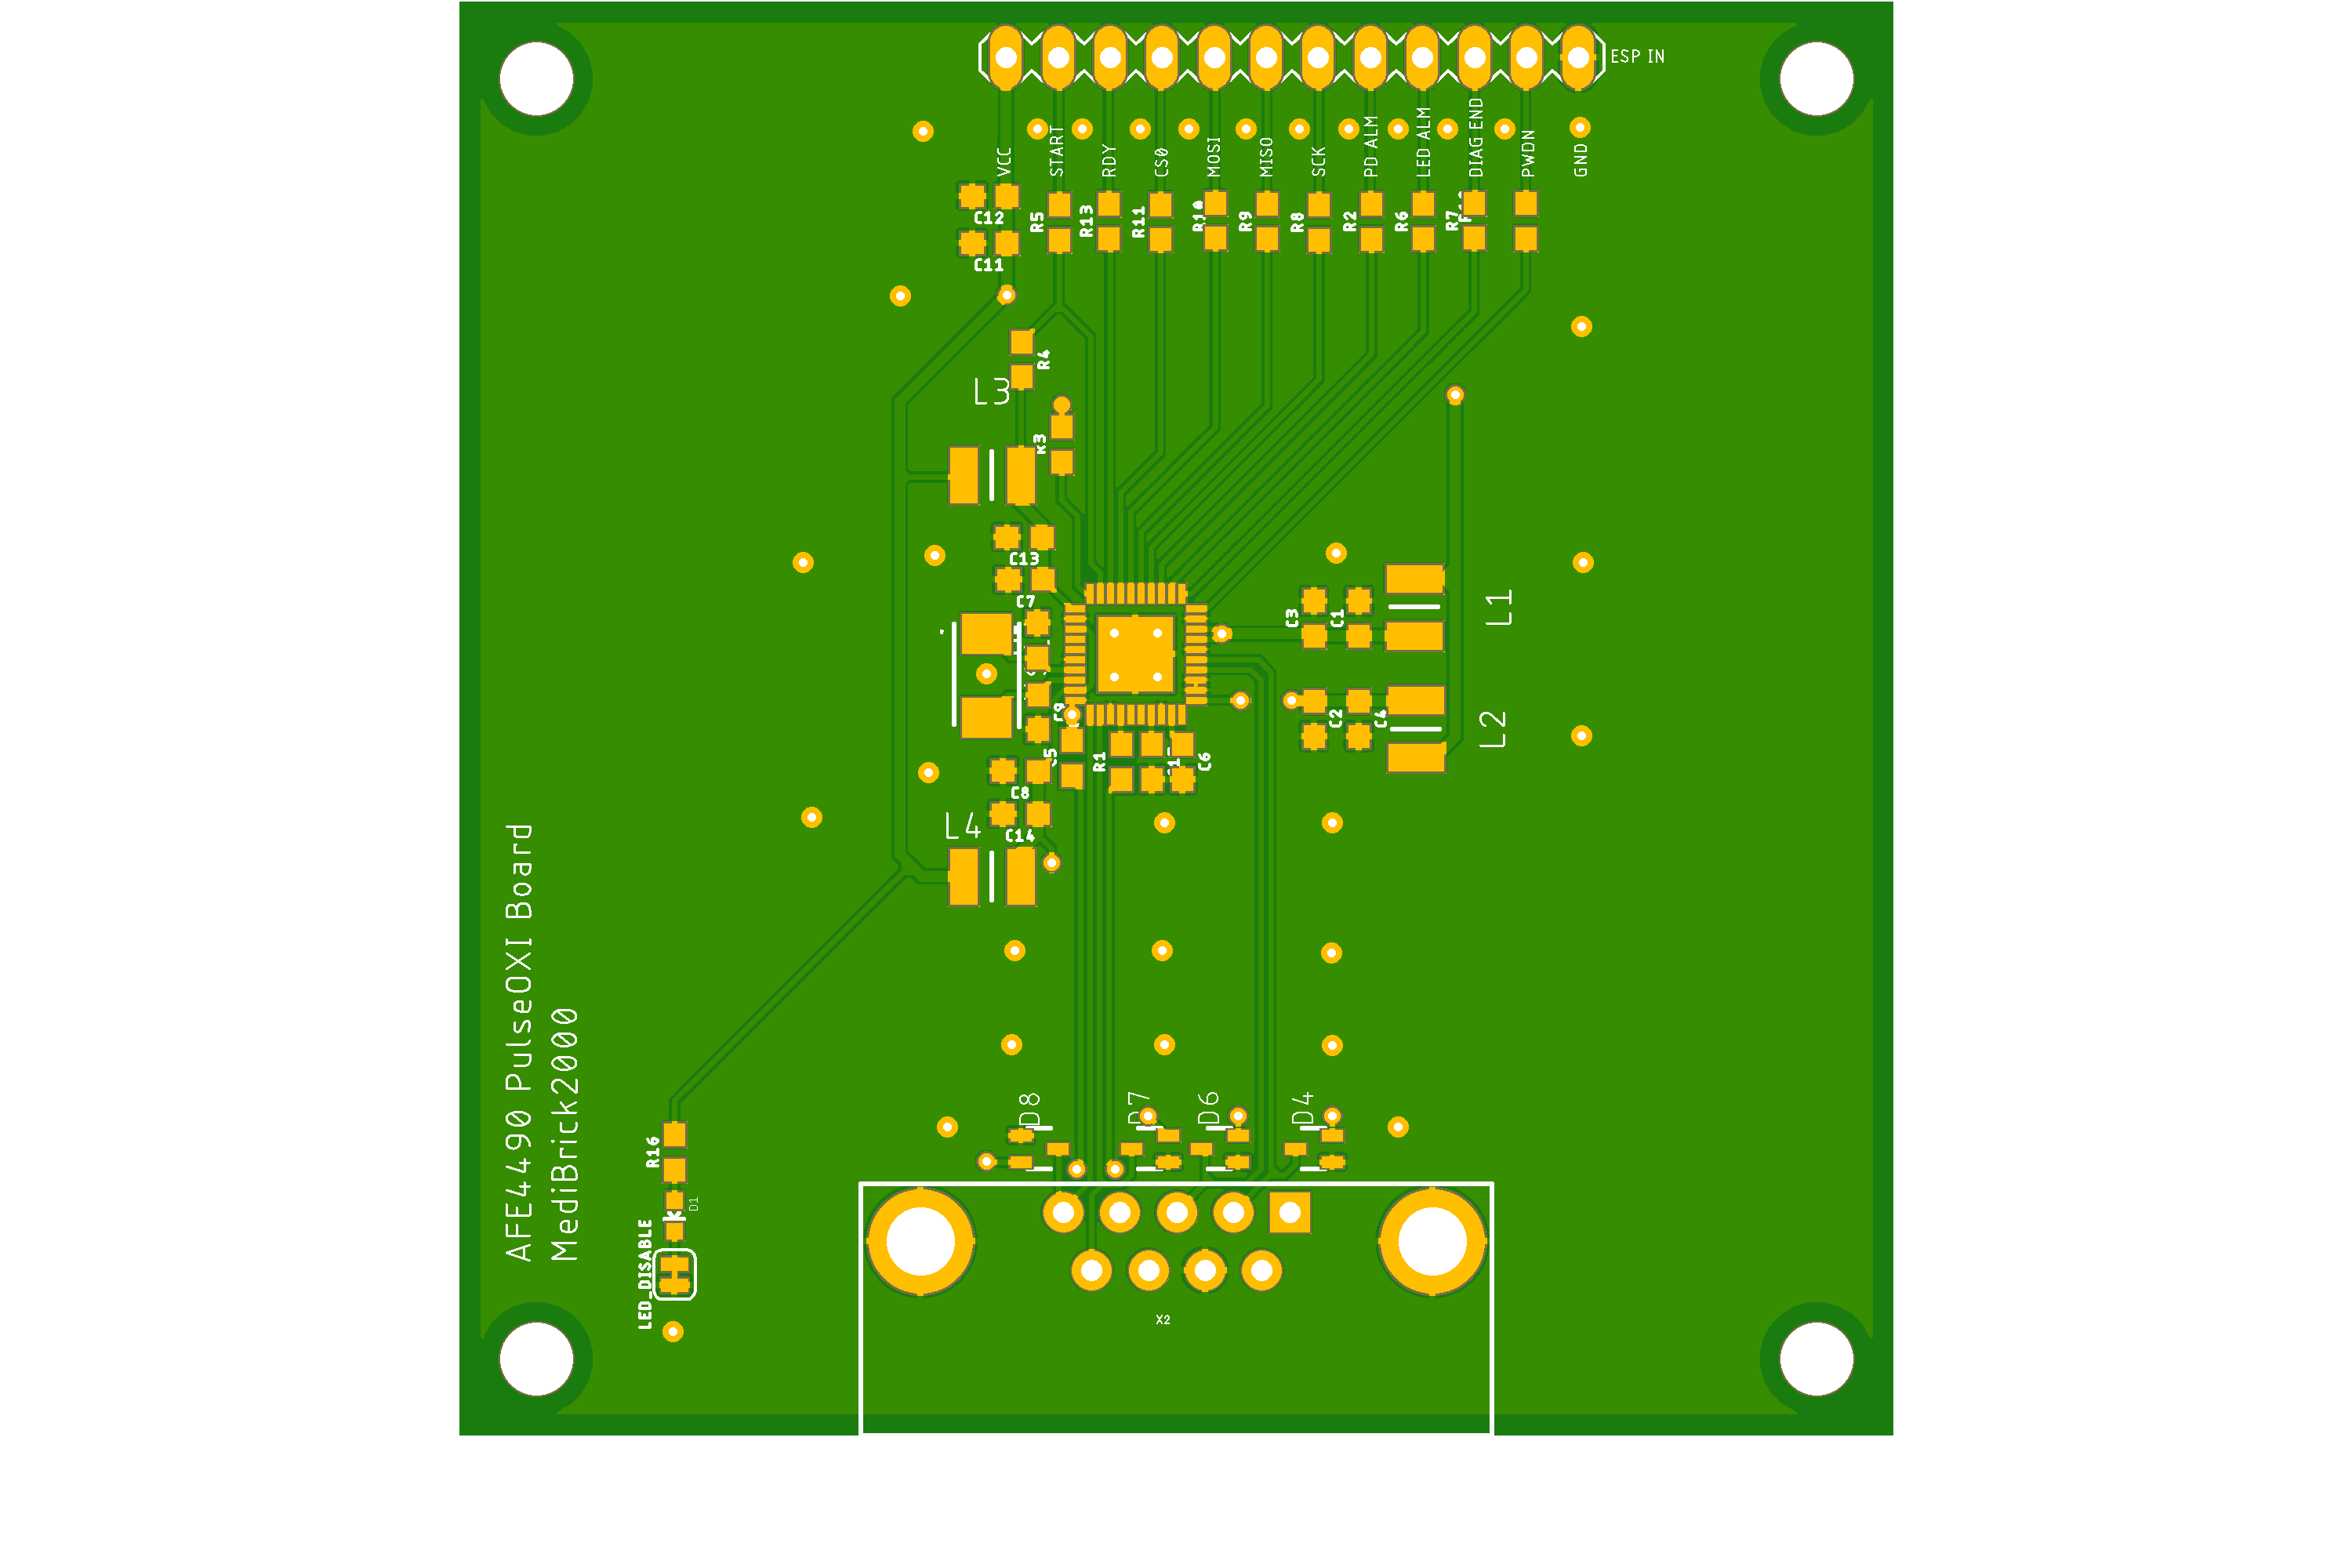 ESP IN
VCC
START
RDY
CS0
MOSI
MISO
SCK
PD ALM
LED ALM
DIAG END
PWDN
GND
C12
C11
R5
R13
R11
R10
R9
R8
R2
R6
R7
R4
L3
R3
C13
C7
C3
C1
L1
C9
C2
C4
L2
R1
C6
C8
L4
C14
AFE4490 PulseOXI Board
MediBrick2000
D8
D7
D6
D4
R16
D1
LED_DISABLE
X2